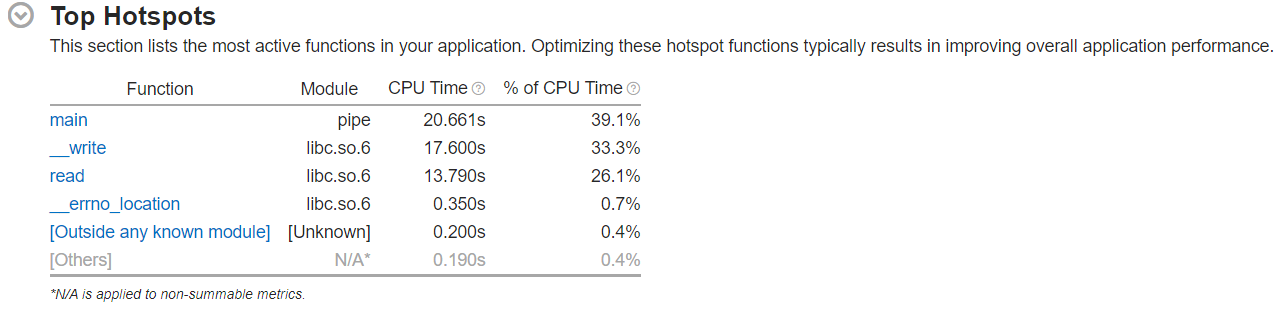 Top Hotspots
This section lists the most active functions in your application. Optimizing these hotspot functions typically results in improving overall application performance.
Function Module CPU Time ? % of CPU Time ?
main pipe 20.661s 39.1%
__write libc.so.6 17.600s 33.3%
read libc.so.6 13.790s 26.1%
__errno_location libc.so.6 0.350s 0.7%
[Outside any known module] [Unknown] 0.200s 0.4%
[Others] N/A* 0.190s 0.4%
*N/A is applied to non-summable metrics.